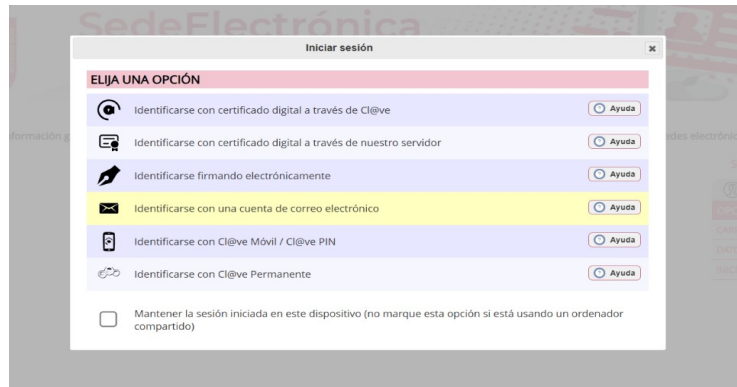 SedeElectrónica
Iniciar sesión
ELIJA UNA OPCIÓN
Identificarse con certificado digital a través de Cl@ve
Ayuda
Identificarse con certificado digital a través de nuestro servidor
Ayuda
Identificarse firmando electrónicamente
Ayuda
Identificarse con una cuenta de correo electrónico
Ayuda
Identificarse con Cl@ve Móvil / Cl@ve PIN
Ayuda
Identificarse con Cl@ve Permanente
Ayuda
Mantener la sesión iniciada en este dispositivo (no marque esta opción si está usando un ordenador
compartido)